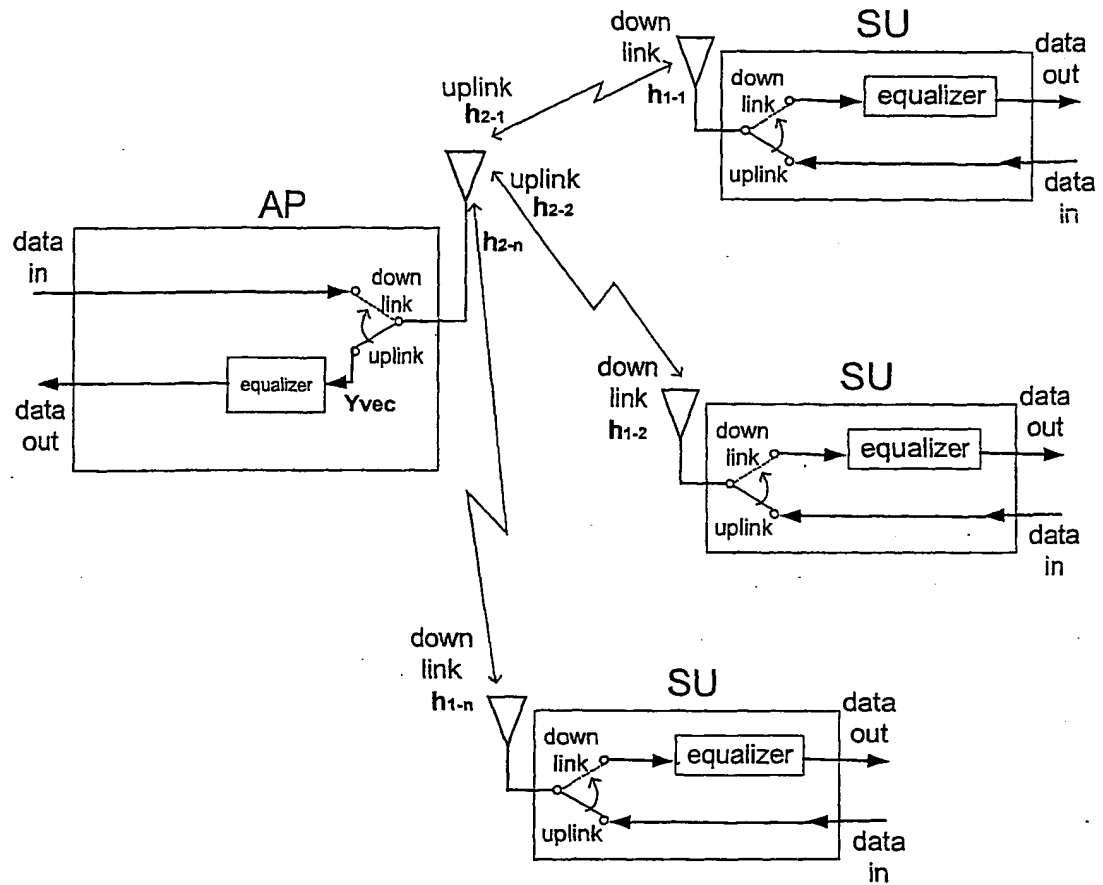 SU
down
link
h1-1
data
out
down
link
equalizer
uplink
data
in
uplink
h2-1
uplink
h2-2
h2-n
AP
data
in
down
link
uplink
equalizer
Yvec
data
out
SU
down
link
h1-2
data
out
down
link
equalizer
uplink
data
in
SU
down
link
h1-n
data
out
down
link
equalizer
uplink
data
in